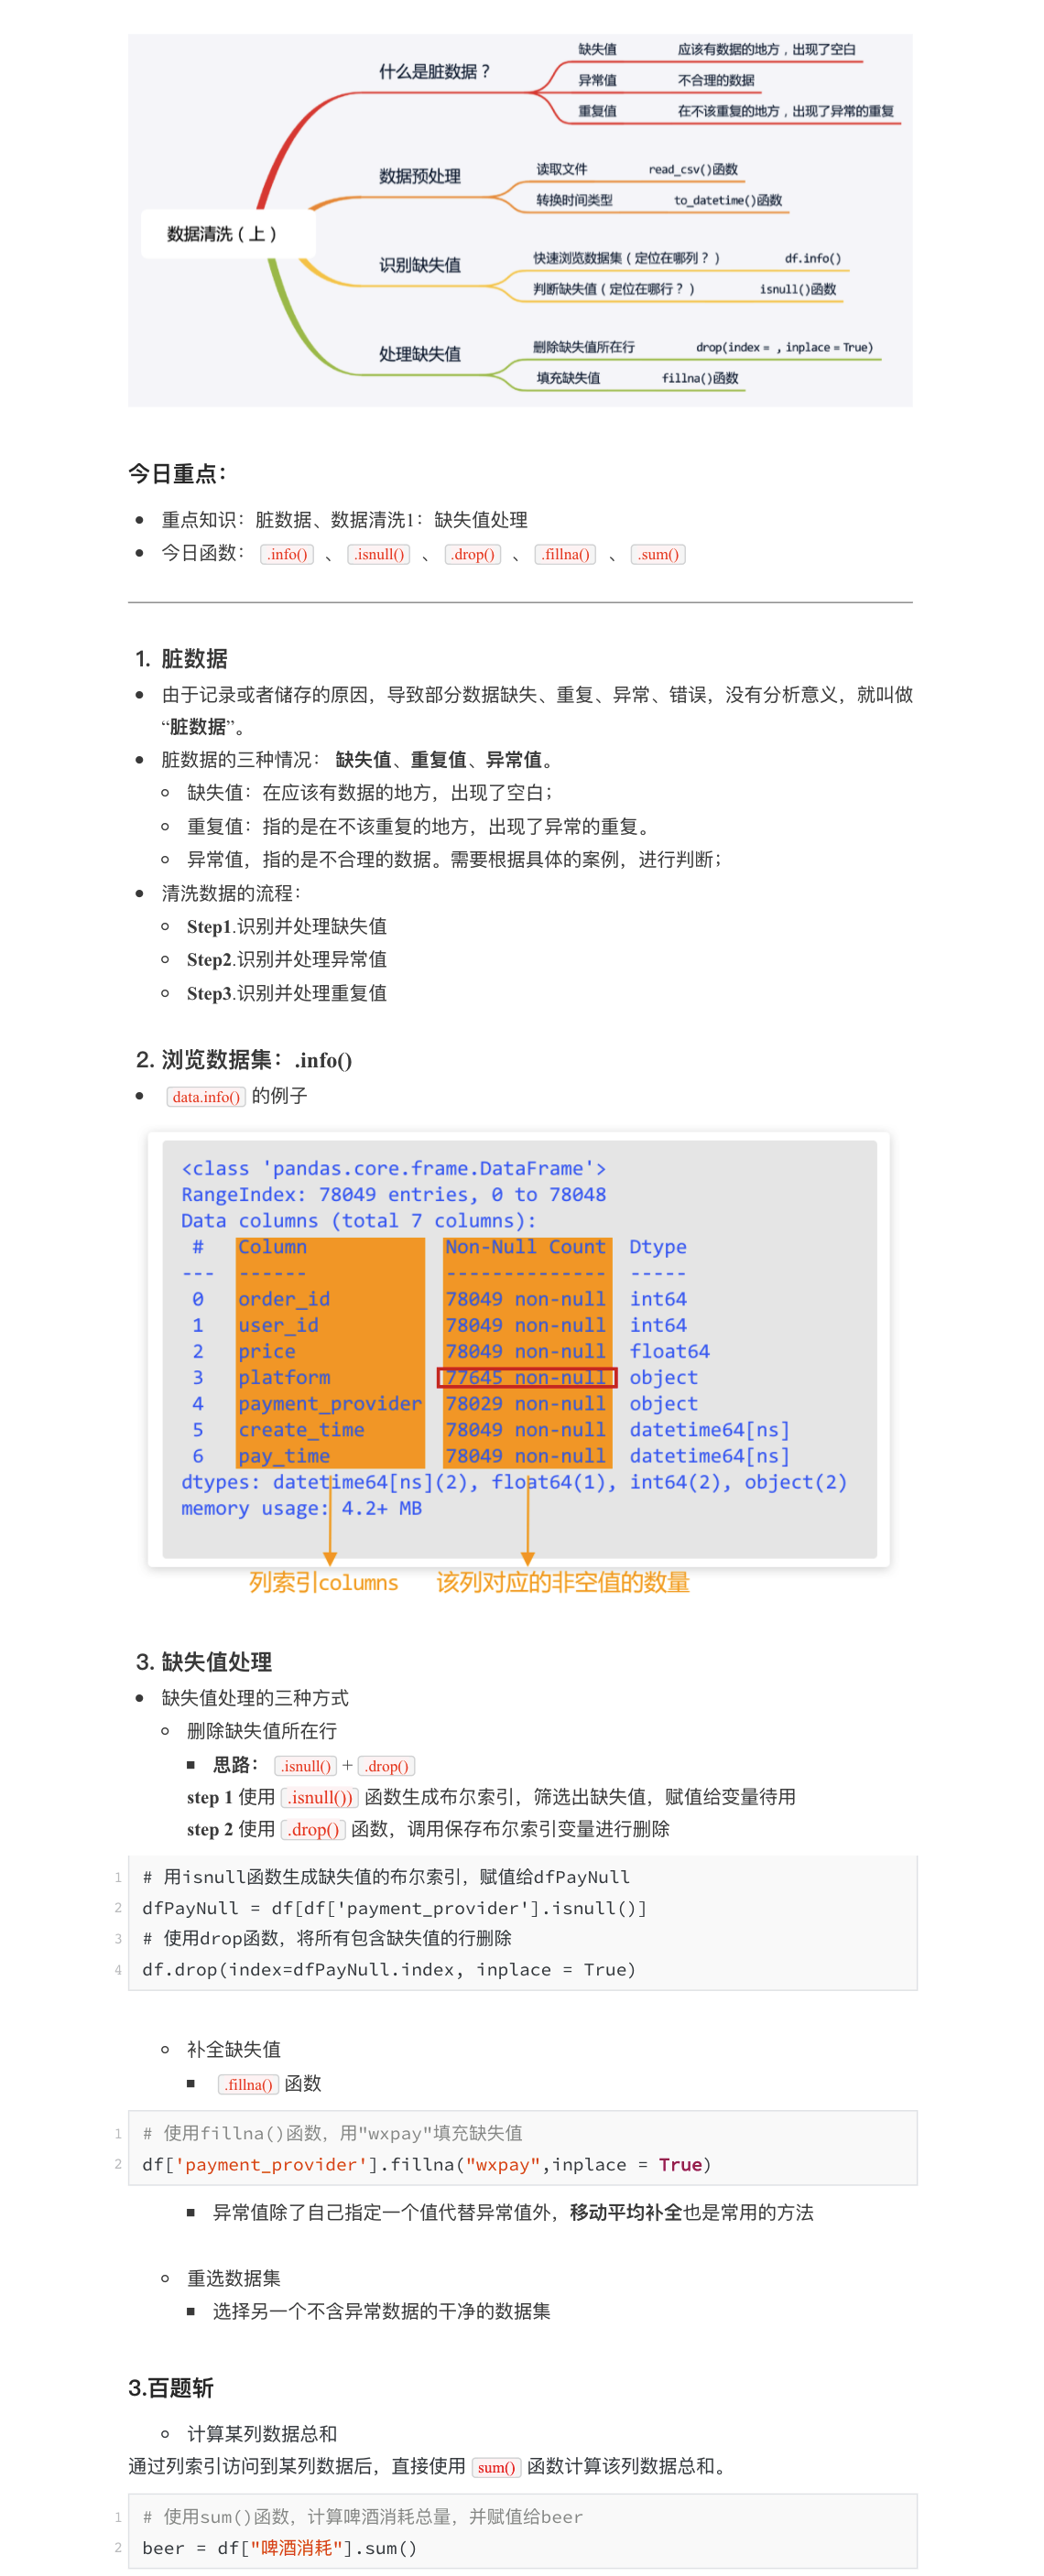 什么是脏数据？
缺失值 应该有数据的地方，出现了空白
异常值 不合理的数据
重复值 在不该重复的地方，出现了异常的重复
数据预处理
读取文件 read_csv()函数
转换时间类型 to_datetime()函数
数据清洗（上）
识别缺失值
快速浏览数据集（定位在哪列？） df.info()
判断缺失值（定位在哪行？） isnull()函数
处理缺失值
删除缺失值所在行 drop(index= ，inplace=True)
填充缺失值 fillna()函数
今日重点：
● 重点知识：脏数据、数据清洗1：缺失值处理
● 今日函数： .info() 、 .isnull() 、 .drop() 、 .fillna() 、 .sum()
1. 脏数据
● 由于记录或者储存的原因，导致部分数据缺失、重复、异常、错误，没有分析意义，就叫做
“脏数据”。
● 脏数据的三种情况： 缺失值、重复值、异常值。
○ 缺失值：在应该有数据的地方，出现了空白；
○ 重复值：指的是在不该重复的地方，出现了异常的重复。
○ 异常值，指的是不合理的数据。需要根据具体的案例，进行判断；
● 清洗数据的流程：
○ Step1.识别并处理缺失值
○ Step2.识别并处理异常值
○ Step3.识别并处理重复值
2. 浏览数据集：.info()
● data.info() 的例子
<class 'pandas.core.frame.DataFrame'>
RangeIndex: 78049 entries, 0 to 78048
Data columns (total 7 columns):
# Column Non-Null Count Dtype
--- ------ -------------- -----
0 order_id 78049 non-null int64
1 user_id 78049 non-null int64
2 price 78049 non-null float64
3 platform 77645 non-null object
4 payment_provider 78029 non-null object
5 create_time 78049 non-null datetime64[ns]
6 pay_time 78049 non-null datetime64[ns]
dtypes: datetime64[ns](2), float64(1), int64(2), object(2)
memory usage: 4.2+ MB
列索引columns 该列对应的非空值的数量
3. 缺失值处理
● 缺失值处理的三种方式
○ 删除缺失值所在行
■ 思路： .isnull() + .drop()
step 1 使用 .isnull()) 函数生成布尔索引，筛选出缺失值，赋值给变量待用
step 2 使用 .drop() 函数，调用保存布尔索引变量进行删除
1 # 用isnull函数生成缺失值的布尔索引，赋值给dfPayNull
2 dfPayNull = df[df['payment_provider'].isnull()]
3 # 使用drop函数，将所有包含缺失值的行删除
4 df.drop(index=dfPayNull.index, inplace = True)
○ 补全缺失值
■ .fillna() 函数
1 # 使用fillna()函数，用"wxpay"填充缺失值
2 df['payment_provider'].fillna("wxpay",inplace = True)
■ 异常值除了自己指定一个值代替异常值外，移动平均补全也是常用的方法
○ 重选数据集
■ 选择另一个不含异常数据的干净的数据集
3.百题斩
○ 计算某列数据总和
通过列索引访问到某列数据后，直接使用 sum() 函数计算该列数据总和。
1 # 使用sum()函数，计算啤酒消耗总量，并赋值给beer
2 beer = df["啤酒消耗"].sum()